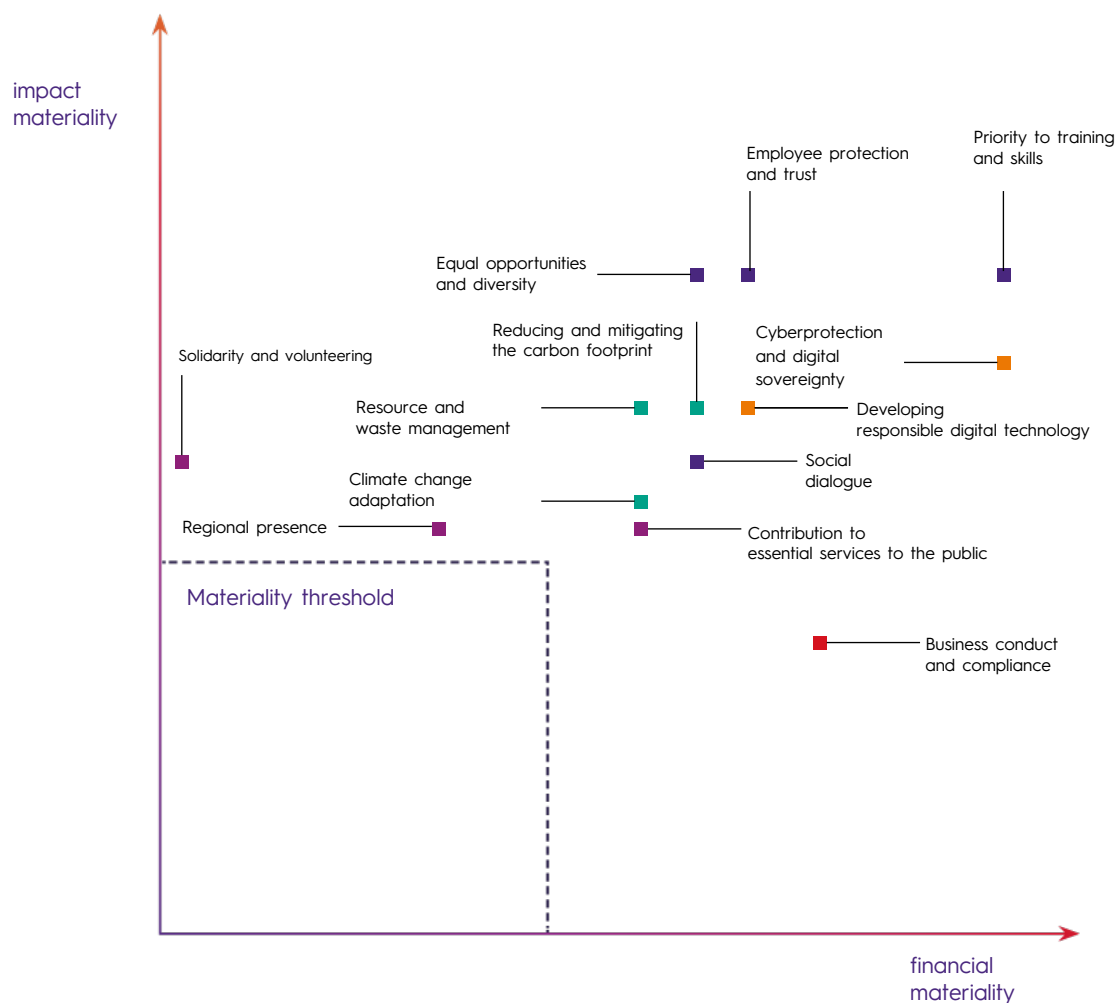 impact
materiality
Employee protection
and trust
Priority to training
and skills
Equal opportunities
and diversity
Reducing and mitigating
the carbon footprint
Cyberprotection
and digital
sovereignty
Solidarity and volunteering
Resource and
waste management
Developing
responsible digital technology
Social
dialogue
Climate change
adaptation
Regional presence
Contribution to
essential services to the public
Materiality threshold
Business conduct
and compliance
financial
materiality